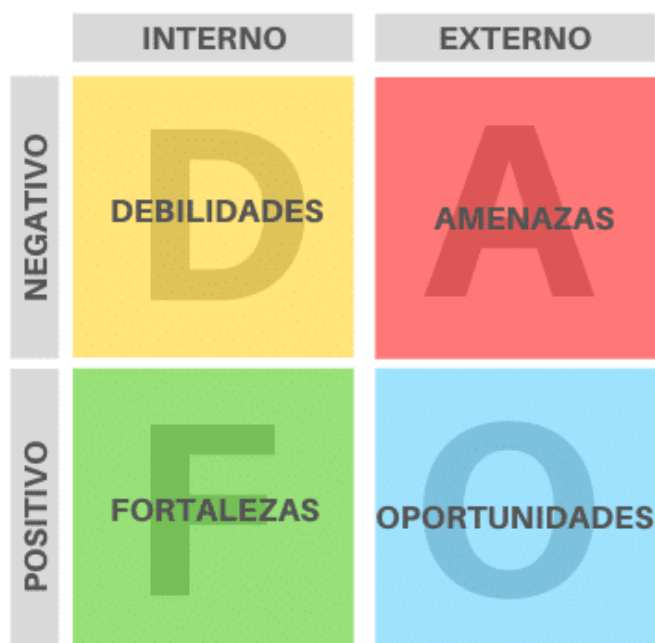 INTERNO
EXTERNO
NEGATIVO
D
DEBILIDADES
A
AMENAZAS
POSITIVO
F
FORTALEZAS
O
OPORTUNIDADES